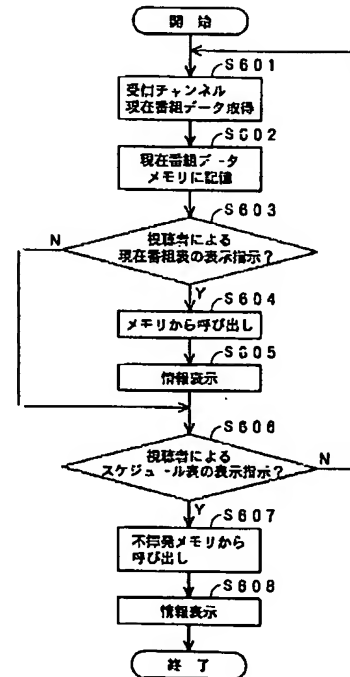 開始
S601
受信チャンネル
現在番組データ取得
S602
現在番組データ
メモリに記憶
S603
視聴者による
現在番組表の表示指示？
N
Y
S604
メモリから呼び出し
S605
情報表示
S606
視聴者による
スケジュール表の表示指示？
N
Y
S607
不揮発メモリから
呼び出し
S608
情報表示
終了